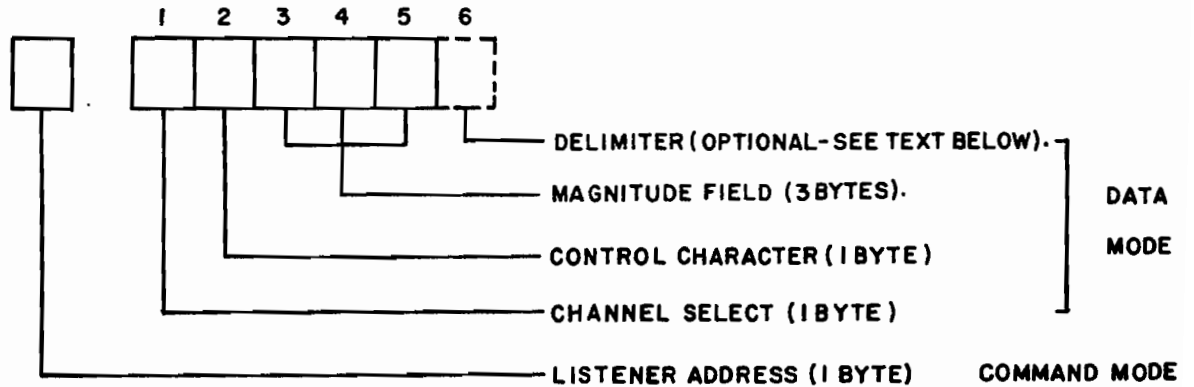 1 2 3 4 5 6
DELIMITER (OPTIONAL-SEE TEXT BELOW).
MAGNITUDE FIELD (3 BYTES).
CONTROL CHARACTER (1 BYTE)
CHANNEL SELECT (1 BYTE)
DATA
MODE
LISTENER ADDRESS (1 BYTE) COMMAND MODE